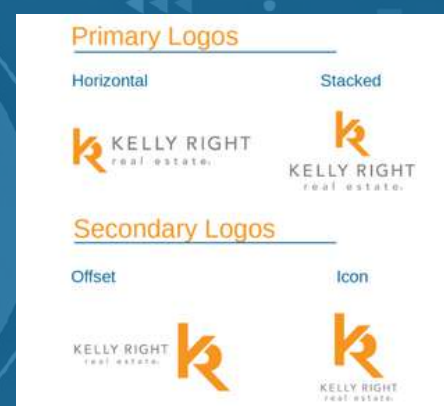 Primary Logos
Horizontal
Stacked
KELLY RIGHT
real estate.
KELLY RIGHT
real estate.
Secondary Logos
Offset
Icon
KELLY RIGHT
real estate.
KELLY RIGHT
real estate.